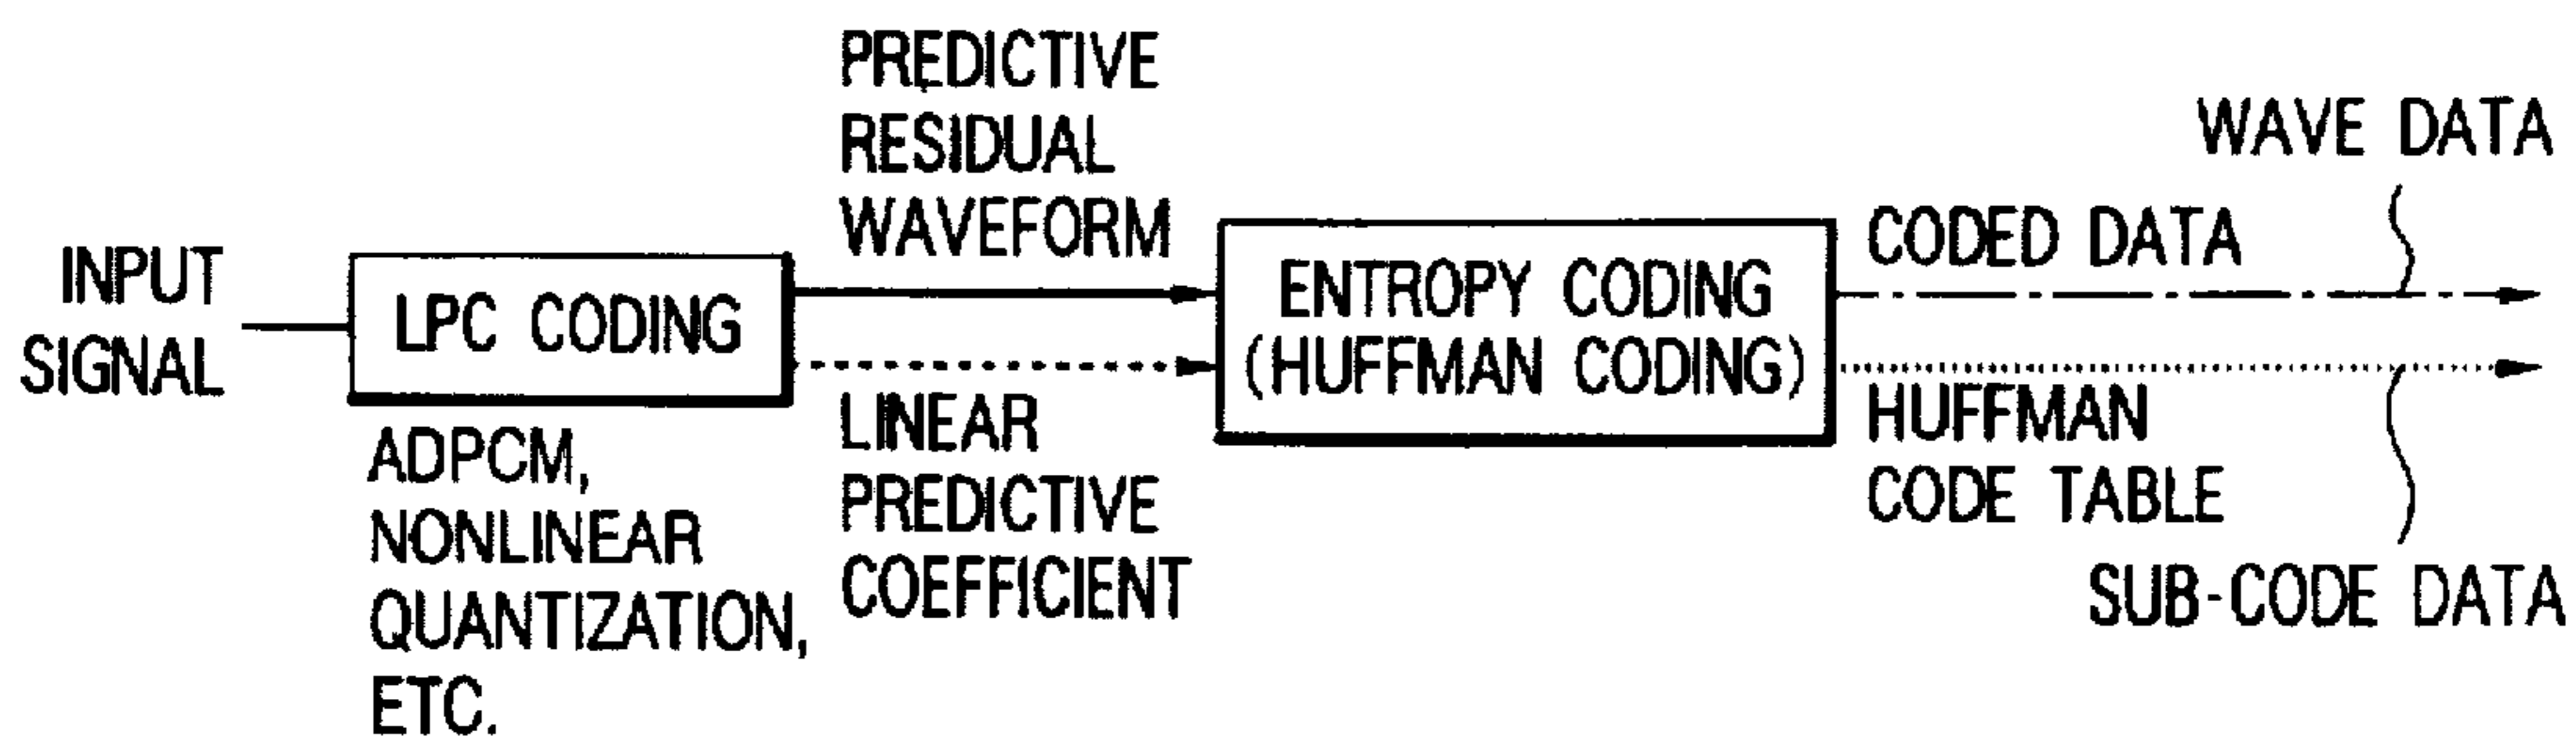 INPUT
SIGNAL
LPC CODING
ADPCM,
NONLINEAR
QUANTIZATION,
ETC.
PREDICTIVE
RESIDUAL
WAVEFORM
LINEAR
PREDICTIVE
COEFFICIENT
ENTROPY CODING
(HUFFMAN CODING)
CODED DATA
HUFFMAN
CODE TABLE
WAVE DATA
SUB-CODE DATA